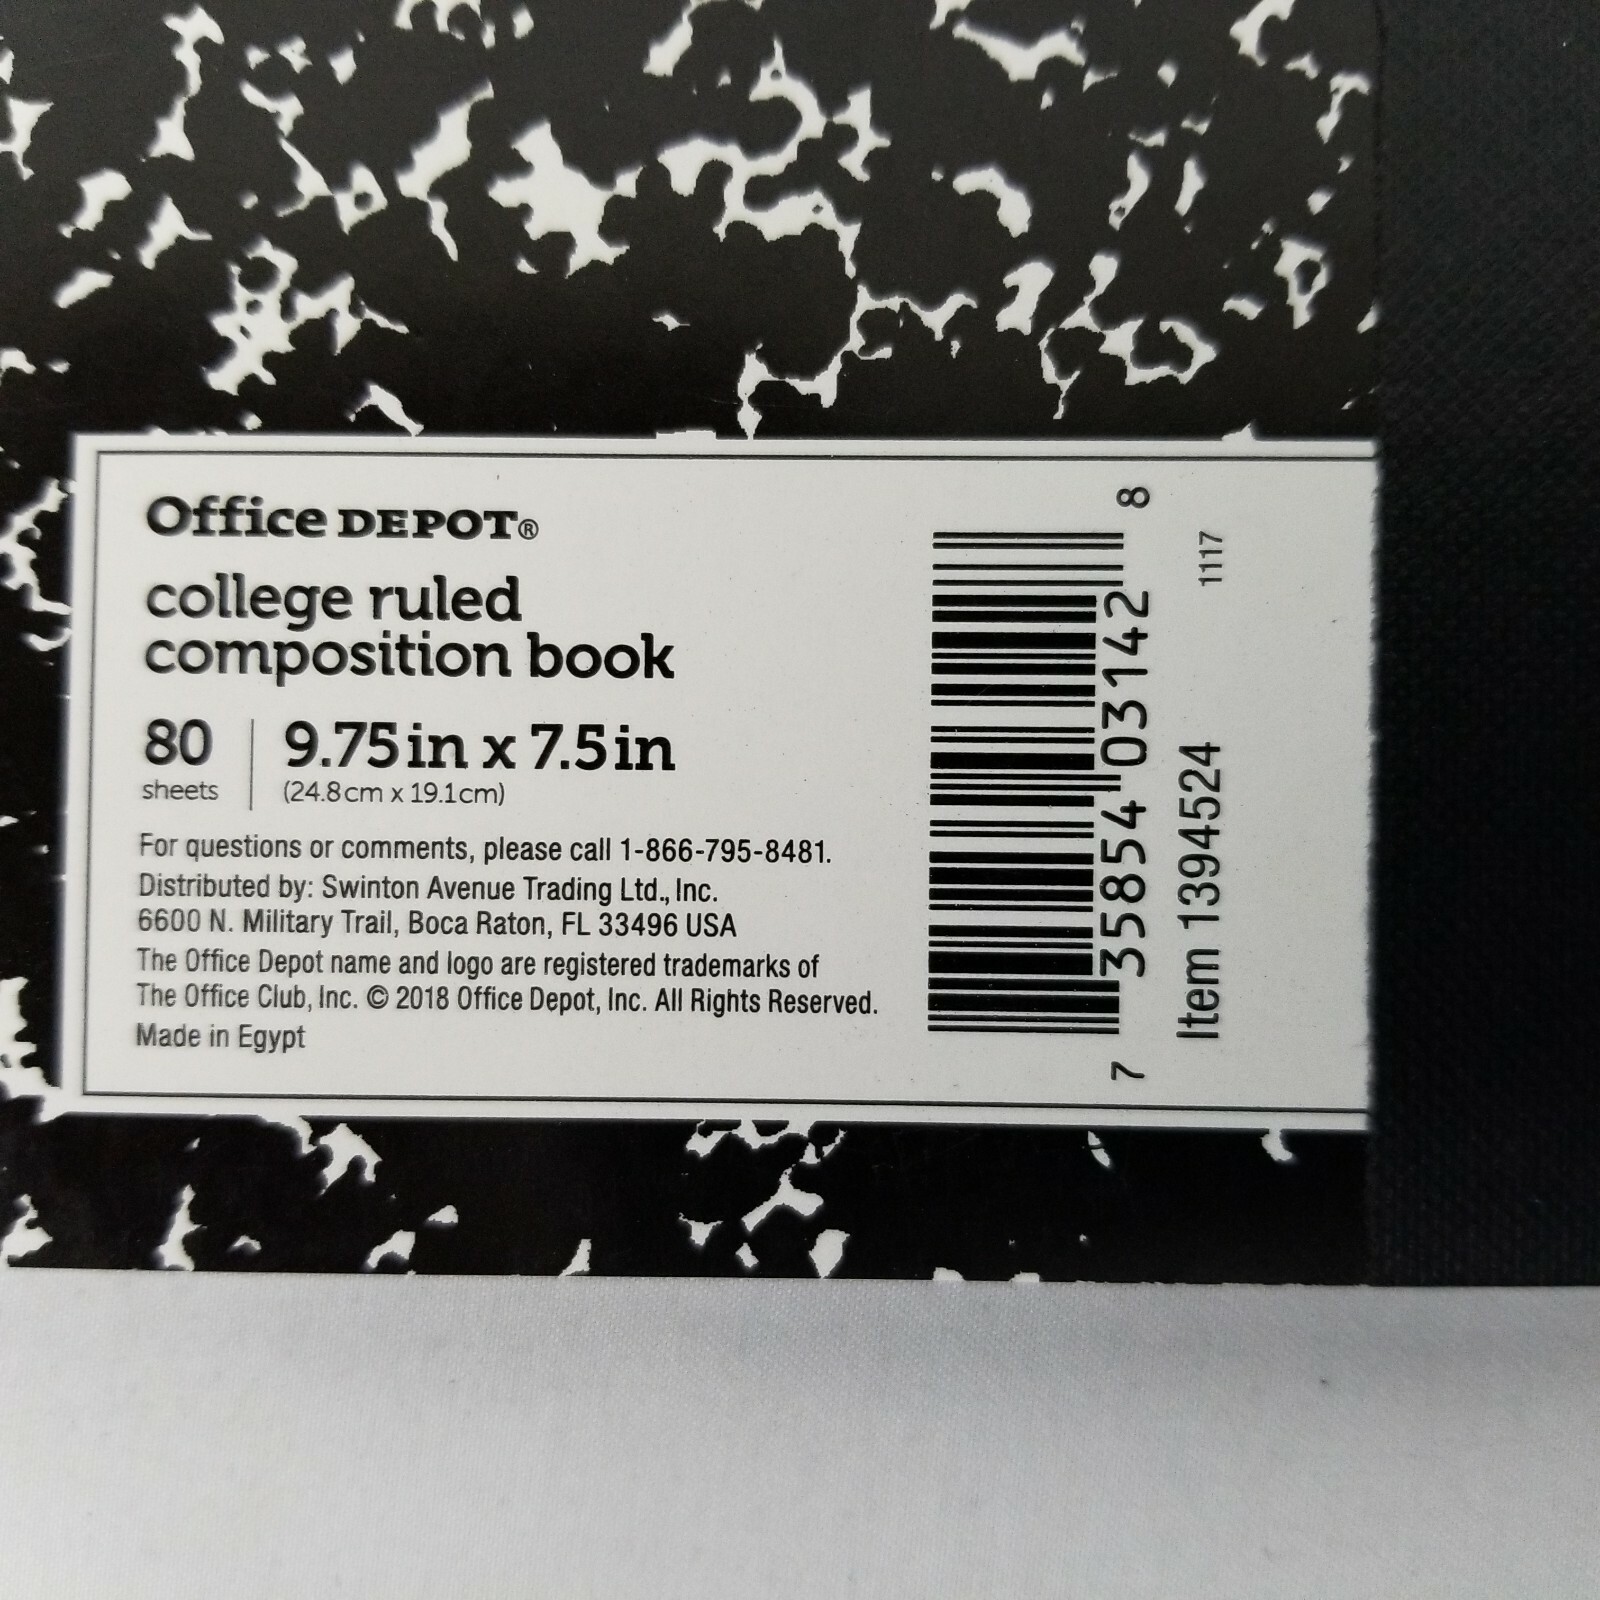 Office DEPOT®
college ruled
composition book
80
sheets
9.75in x 7.5in
(24.8cm x 19.1cm)
For questions or comments, please call 1-866-795-8481.
Distributed by: Swinton Avenue Trading Ltd., Inc.
6600 N. Military Trail, Boca Raton, FL 33496 USA
The Office Depot name and logo are registered trademarks of
The Office Club, Inc. © 2018 Office Depot, Inc. All Rights Reserved.
Made in Egypt
7 35854 03142 8
Item 1394524
1117